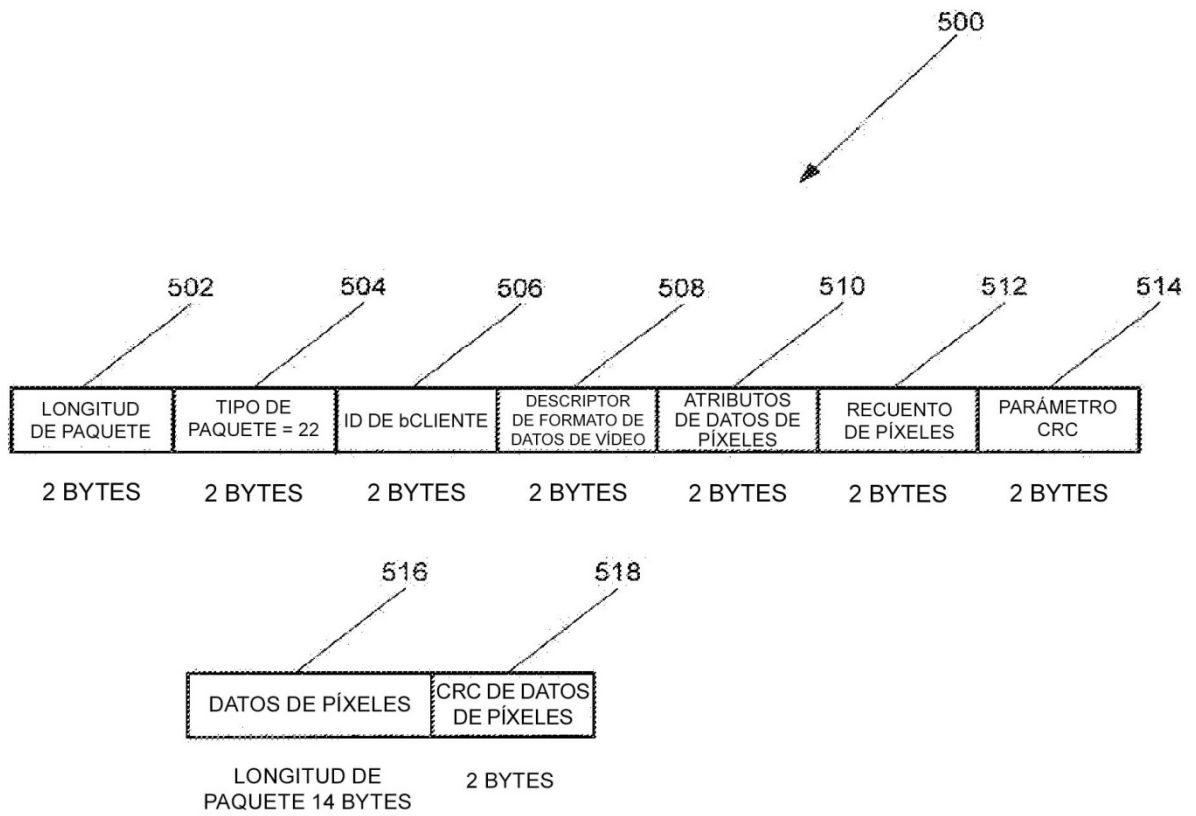 500
502 504 506 508 510 512 514
LONGITUD DE PAQUETE
TIPO DE PAQUETE = 22
ID DE bCLIENTE
DESCRIPTOR DE FORMATO DE DATOS DE VÍDEO
ATRIBUTOS DE DATOS DE PÍXELES
RECUENTO DE PÍXELES
PARÁMETRO CRC
2 BYTES 2 BYTES 2 BYTES 2 BYTES 2 BYTES 2 BYTES 2 BYTES
516 518
DATOS DE PÍXELES
CRC DE DATOS DE PÍXELES
LONGITUD DE PAQUETE 14 BYTES
2 BYTES